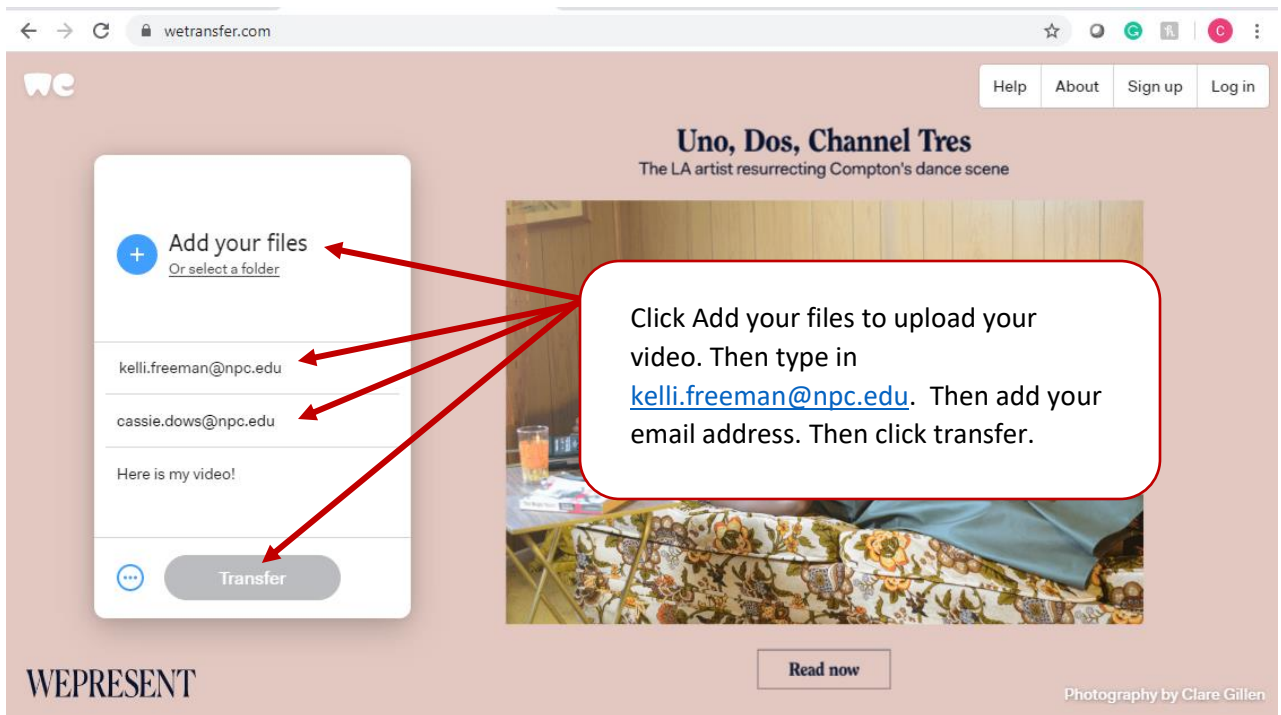 wetransfer.com
we
Help About Sign up Log in
Uno, Dos, Channel Tres
The LA artist resurrecting Compton's dance scene
Add your files
Or select a folder
kelli.freeman@npc.edu
cassie.dows@npc.edu
Here is my video!
Transfer
Click Add your files to upload your
video. Then type in
kelli.freeman@npc.edu. Then add your
email address. Then click transfer.
WEPRESENT
Read now
Photography by Clare Gillen